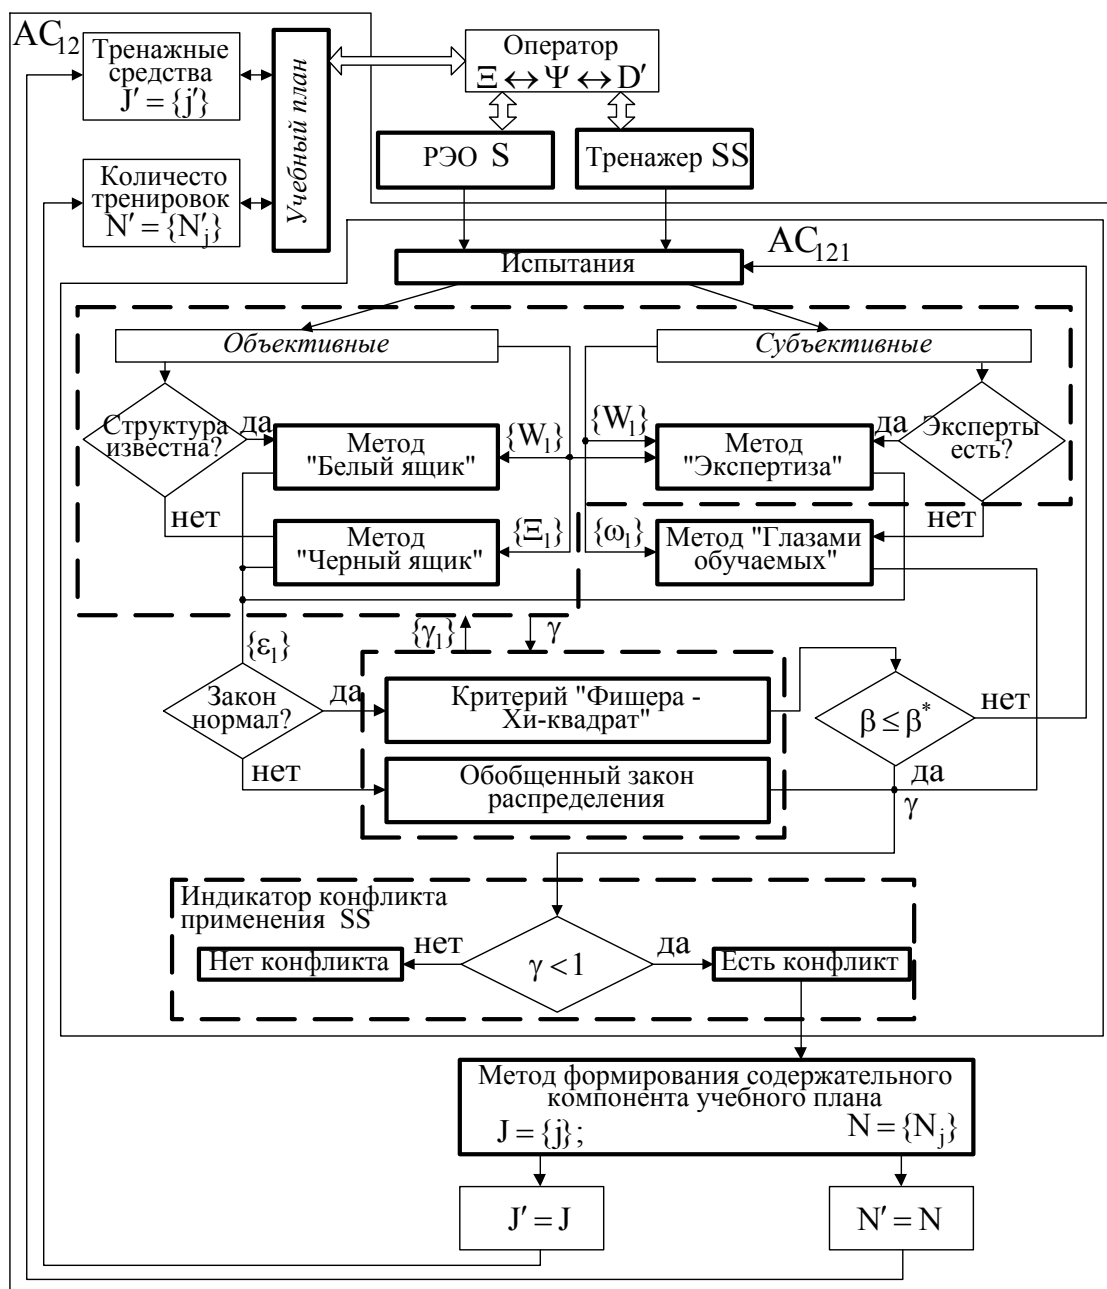 АС₁₂
Тренажные
средства
J′ = {j′}
Количесто
тренировок
N′ = {N′ⱼ}
Учебный план
Оператор
Ξ ↔ Ψ ↔ D′
РЭО S
Тренажер SS
АС₁₂₁
Испытания
Объективные
Субъективные
Структура
известна?
да
Метод
"Белый ящик"
{Wₗ}
{Wₗ}
Метод
"Экспертиза"
да
Эксперты
есть?
нет
Метод
"Черный ящик"
{Ξₗ}
{ωₗ}
Метод "Глазами
обучаемых"
нет
{εₗ}
{γₗ}
γ
Закон
нормал?
да
Критерий "Фишера -
Хи-квадрат"
β ≤ β*
нет
нет
Обобщенный закон
распределения
да
γ
Индикатор конфликта
применения SS
Нет конфликта
нет
γ < 1
да
Есть конфликт
Метод формирования содержательного
компонента учебного плана
J = {j}; N = {Nⱼ}
J′ = J
N′ = N